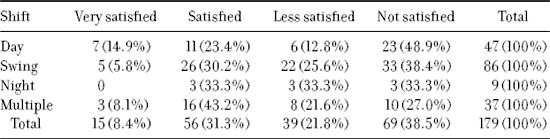 Shift Very satisfied Satisfied Less satisfied Not satisfied Total
Day 7 (14.9%) 11 (23.4%) 6 (12.8%) 23 (48.9%) 47 (100%)
Swing 5 (5.8%) 26 (30.2%) 22 (25.6%) 33 (38.4%) 86 (100%)
Night 0 3 (33.3%) 3 (33.3%) 3 (33.3%) 9 (100%)
Multiple 3 (8.1%) 16 (43.2%) 8 (21.6%) 10 (27.0%) 37 (100%)
Total 15 (8.4%) 56 (31.3%) 39 (21.8%) 69 (38.5%) 179 (100%)